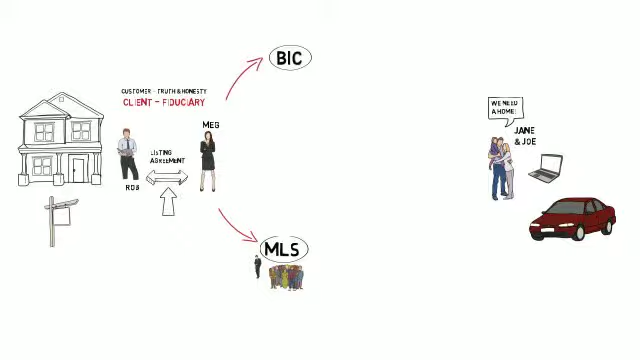 BIC
CUSTOMER - TRUTH & HONESTY
CLIENT - FIDUCIARY
MEG
LISTING
AGREEMENT
ROB
MLS
WE NEED
A HOME!
JANE
& JOE